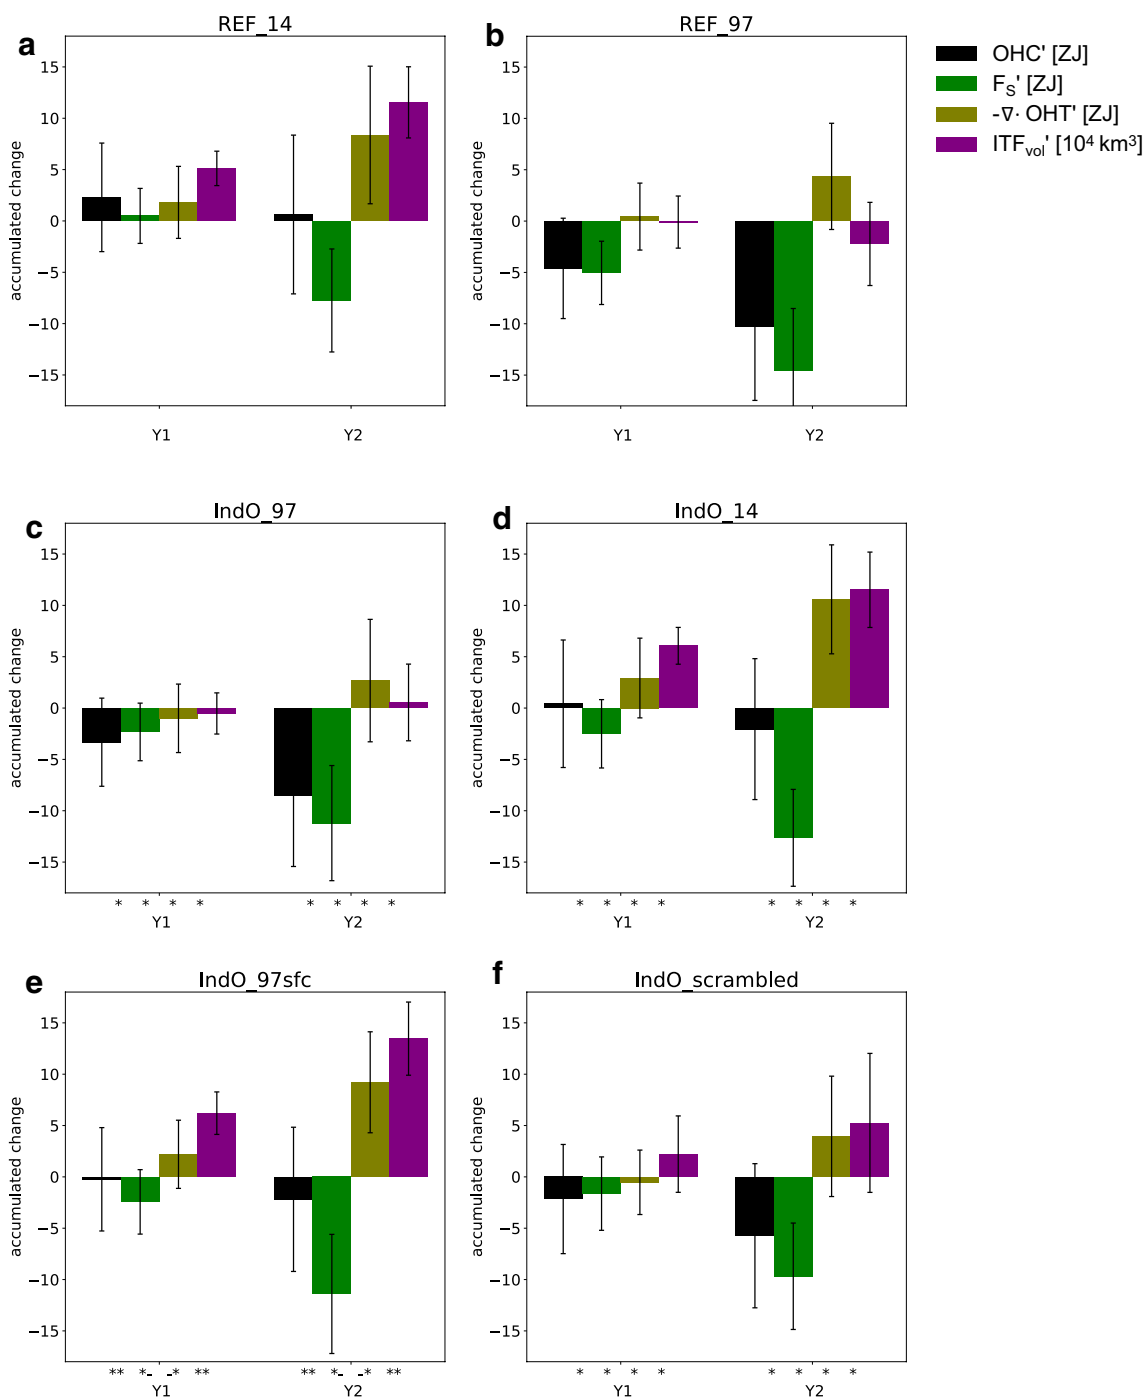 a
REF_14
15
10
5
0
−5
−10
−15
accumulated change
Y1
Y2
b
REF_97
15
10
5
0
−5
−10
−15
accumulated change
Y1
Y2
OHC' [ZJ]
F_S' [ZJ]
-∇· OHT' [ZJ]
ITF_vol' [10⁴ km³]
c
IndO_97
15
10
5
0
−5
−10
−15
accumulated change
* * * *
* * * *
Y1
Y2
d
IndO_14
15
10
5
0
−5
−10
−15
accumulated change
* * * *
* * * *
Y1
Y2
e
IndO_97sfc
15
10
5
0
−5
−10
−15
accumulated change
** *- -* **
** *- -* **
Y1
Y2
f
IndO_scrambled
15
10
5
0
−5
−10
−15
accumulated change
* * * *
* * * *
Y1
Y2